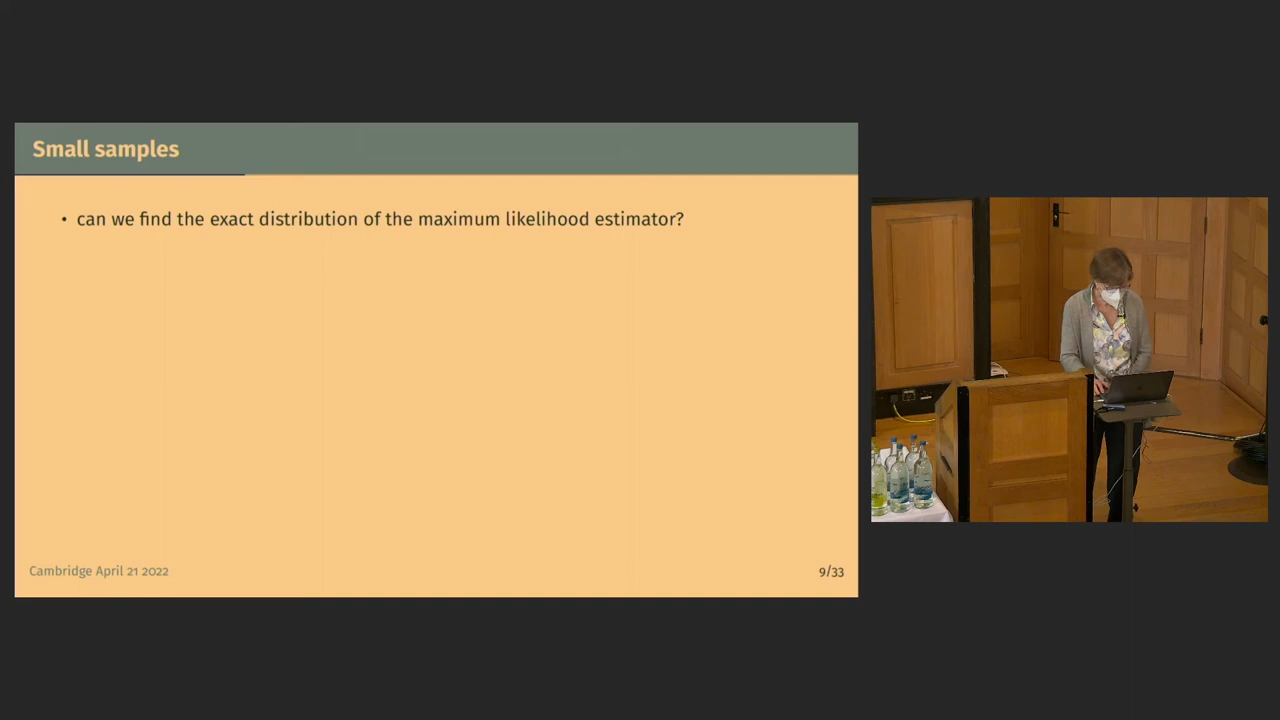 Small samples
• can we find the exact distribution of the maximum likelihood estimator?
Cambridge April 21 2022
9/33